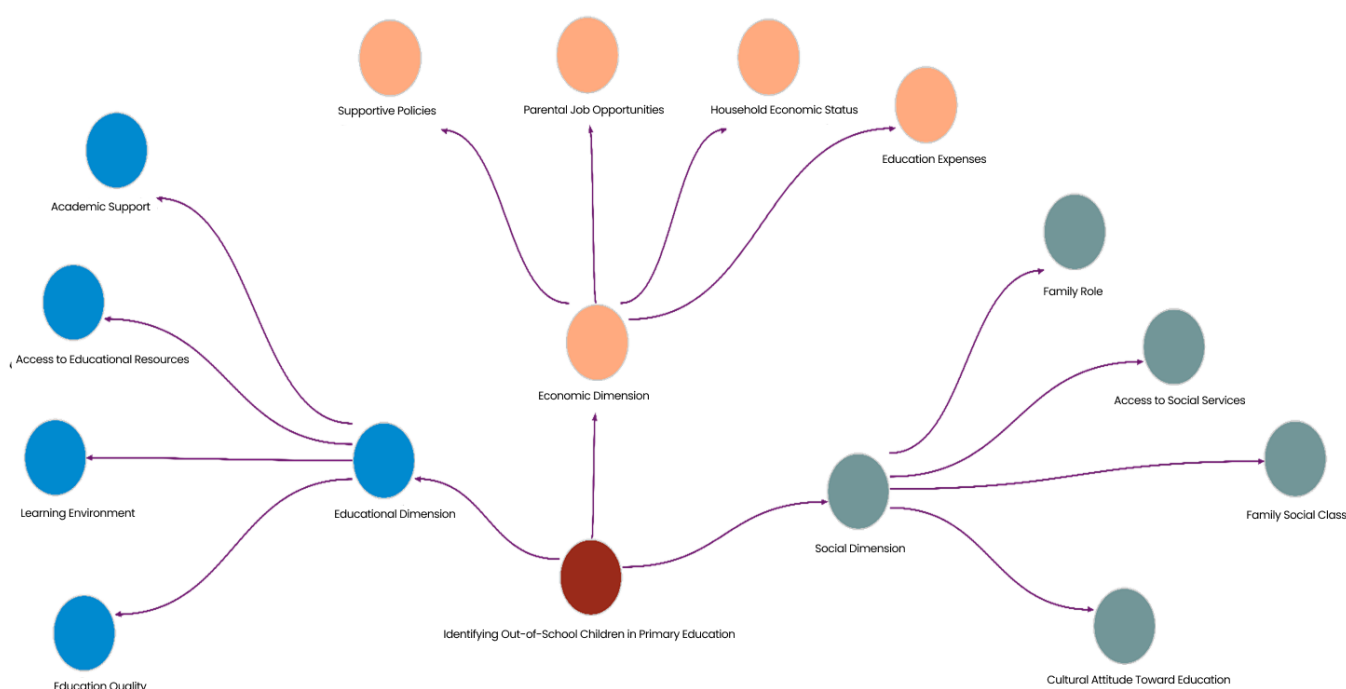 Supportive Policies
Parental Job Opportunities
Household Economic Status
Education Expenses
Academic Support
Family Role
Access to Educational Resources
Economic Dimension
Access to Social Services
Learning Environment
Educational Dimension
Family Social Class
Social Dimension
Identifying Out-of-School Children in Primary Education
Cultural Attitude Toward Education
Education Quality